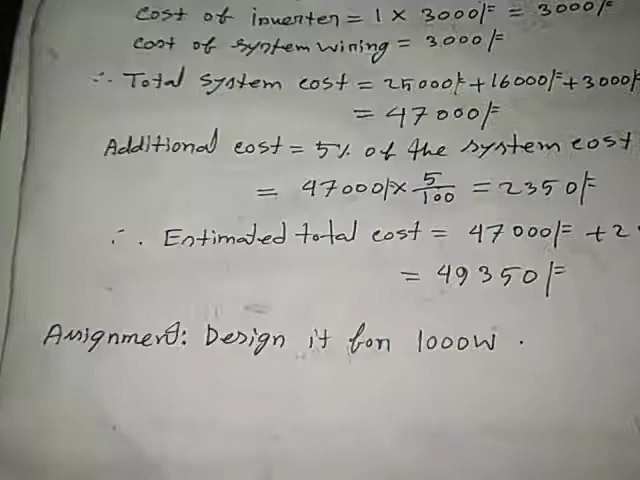 cost of inverter = 1 × 3000/= = 3000/=
cost of system wiring = 3000/=
∴ Total system cost = 25000/= + 16000/= + 3000/
= 47000/=
Additional cost = 5% of the system cost
= 47000/× 5/100 = 2350/=
∴ Estimated total cost = 47000/= + 2
= 49350/=
Assignment: Design it for 1000W.